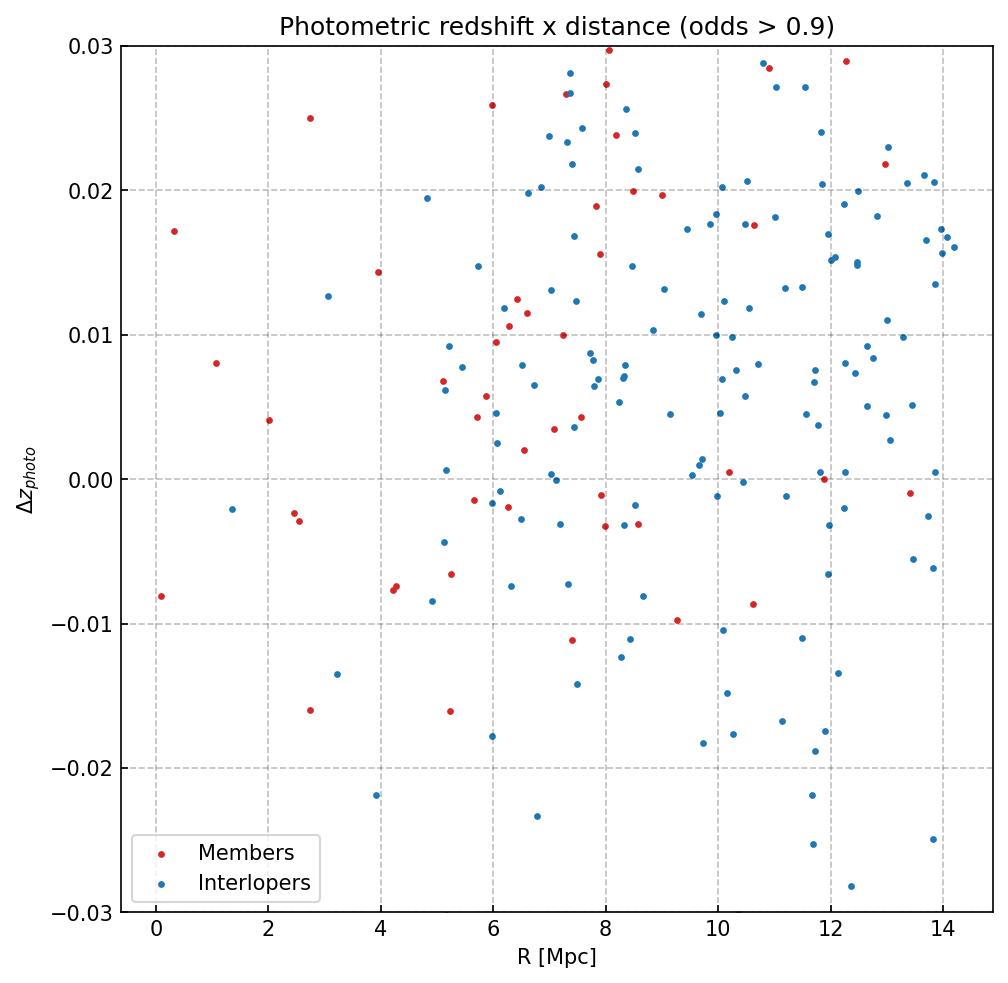 Photometric redshift x distance (odds > 0.9)
Δz_photo
0.03
0.02
0.01
0.00
−0.01
−0.02
−0.03
Members
Interlopers
0 2 4 6 8 10 12 14
R [Mpc]